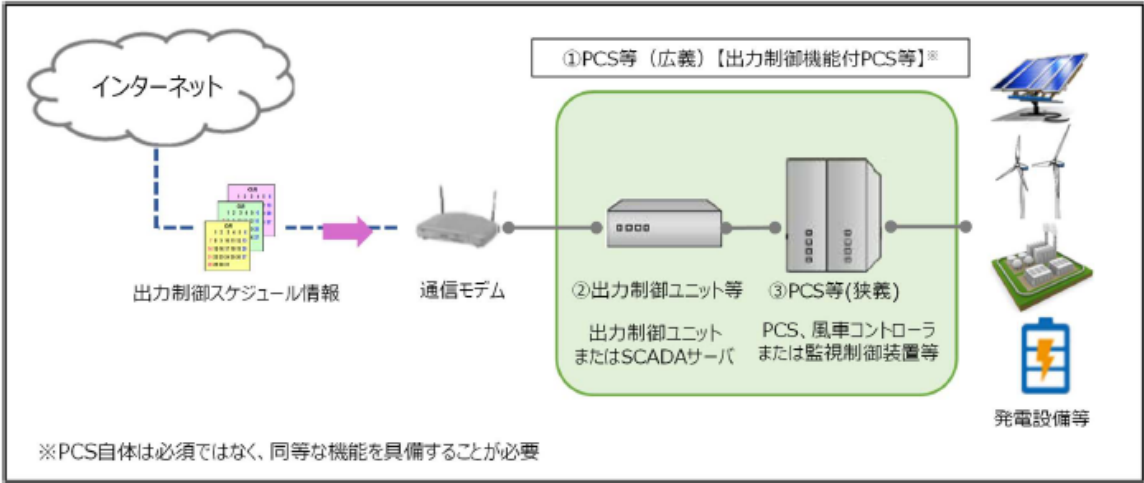 インターネット
①PCS等（広義）【出力制御機能付PCS等】※
出力制御スケジュール情報
通信モデム
②出力制御ユニット等
③PCS等(狭義)
出力制御ユニット
またはSCADAサーバ
PCS、風車コントローラ
または監視制御装置等
発電設備等
※PCS自体は必須ではなく、同等な機能を具備することが必要